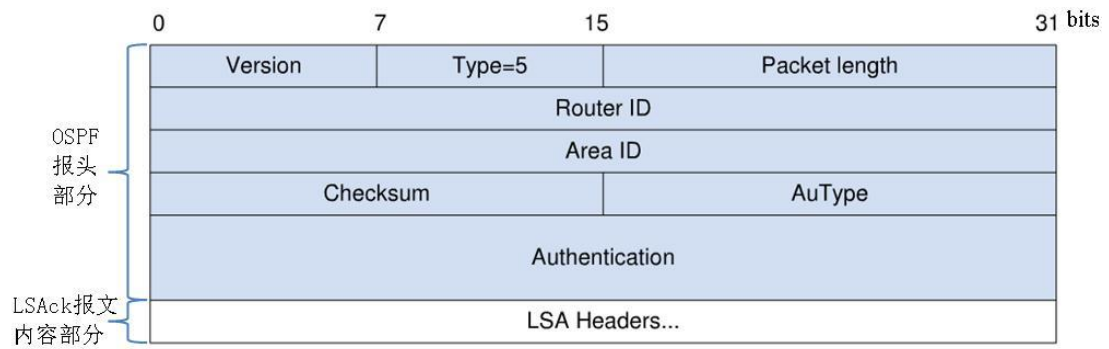 0 7 15 31 bits
Version Type=5 Packet length
Router ID
OSPF
报头
部分
Area ID
Checksum AuType
Authentication
LSAck报文
内容部分
LSA Headers...